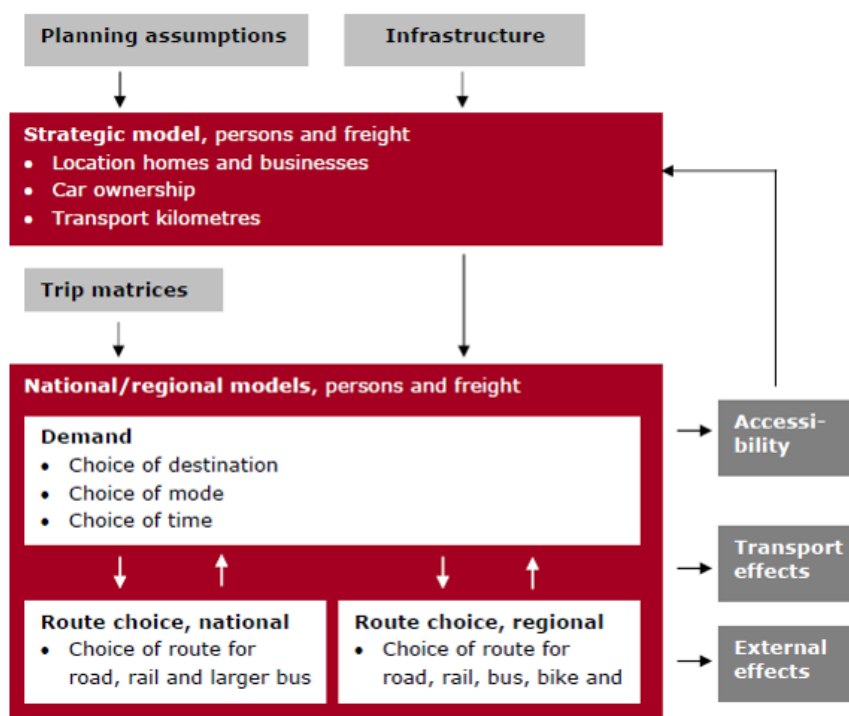 Planning assumptions
Infrastructure
Strategic model, persons and freight
• Location homes and businesses
• Car ownership
• Transport kilometres
Trip matrices
National/regional models, persons and freight
Demand
• Choice of destination
• Choice of mode
• Choice of time
Route choice, national
• Choice of route for
road, rail and larger bus
Route choice, regional
• Choice of route for
road, rail, bus, bike and
Accessi-
bility
Transport
effects
External
effects